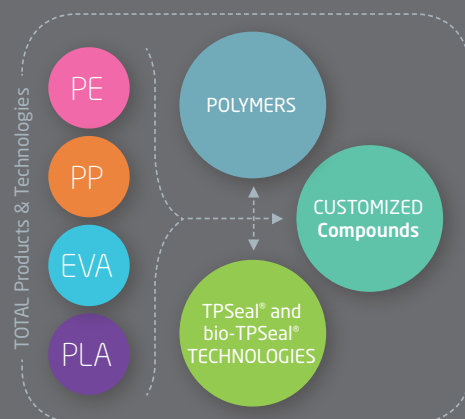 TOTAL Products & Technologies
PE
PP
EVA
PLA
POLYMERS
CUSTOMIZED
Compounds
TPSeal® and
bio-TPSeal®
TECHNOLOGIES